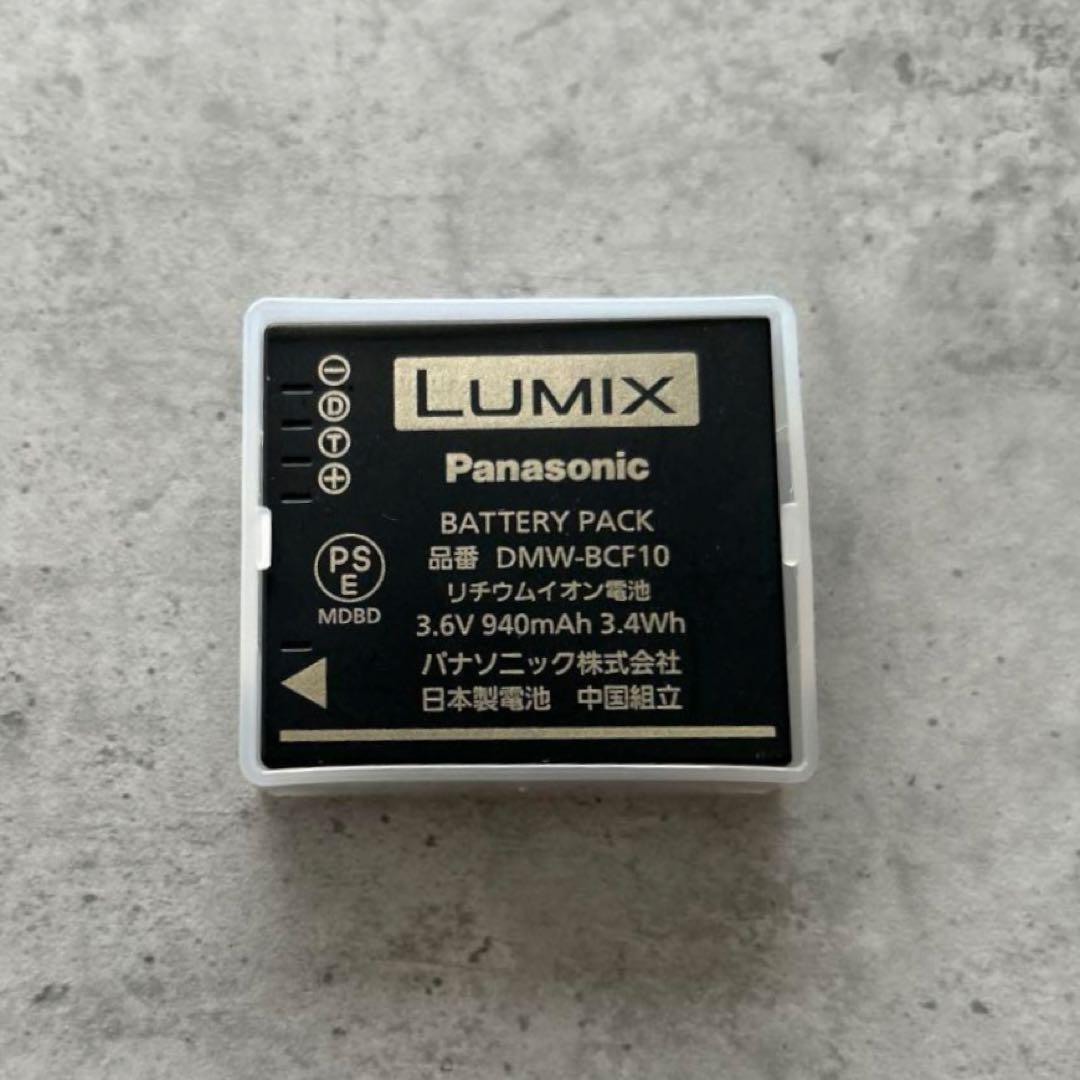 LUMIX
Panasonic
BATTERY PACK
品番 DMW-BCF10
リチウムイオン電池
3.6V 940mAh 3.4Wh
パナソニック株式会社
日本製電池 中国組立
−
D
T
+
PS
E
MDBD